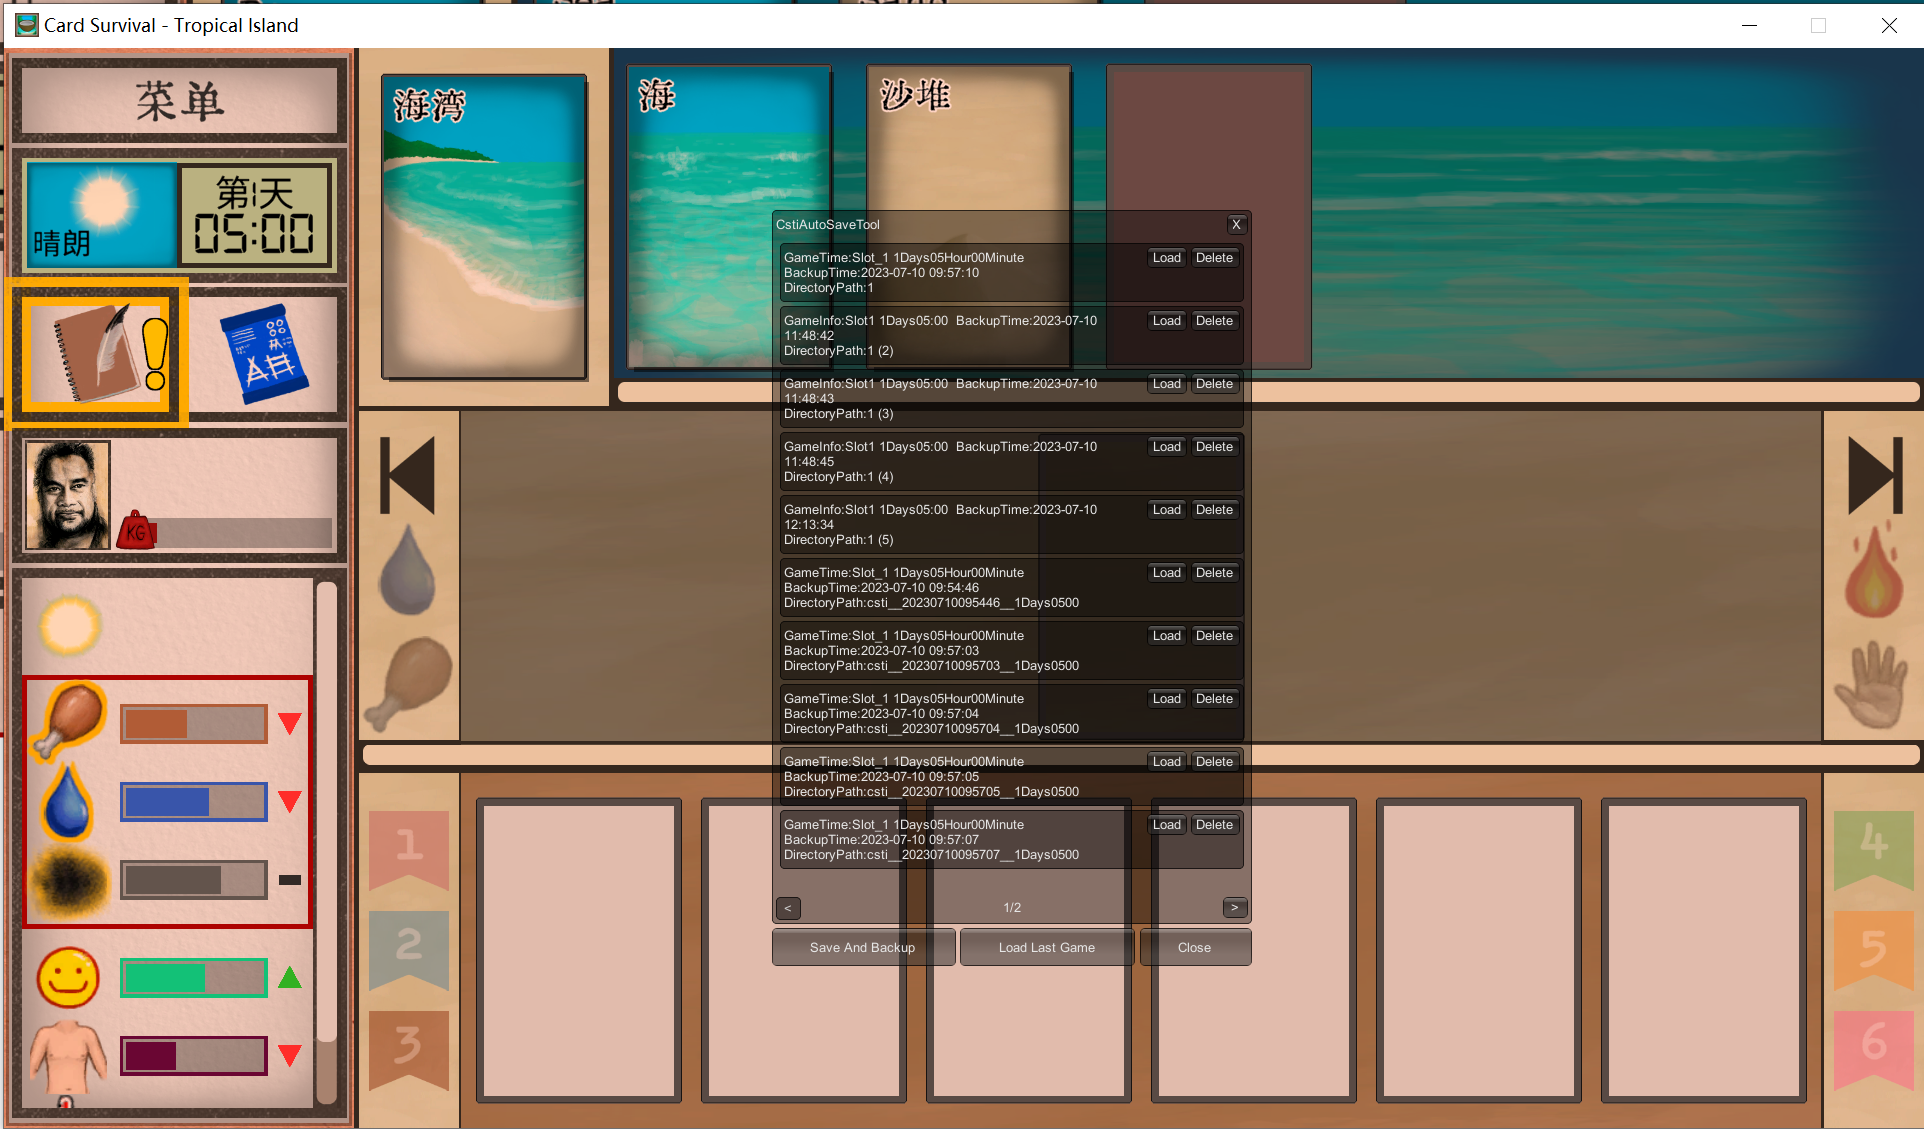 Card Survival - Tropical Island
菜单
晴朗
第1天
05:00
KG
海湾
海
沙堆
CstiAutoSaveTool
X
GameTime:Slot_1 1Days05Hour00Minute
BackupTime:2023-07-10 09:57:10
DirectoryPath:1
Load
Delete
GameInfo:Slot1 1Days05:00  BackupTime:2023-07-10
11:48:42
DirectoryPath:1 (2)
Load
Delete
GameInfo:Slot1 1Days05:00  BackupTime:2023-07-10
11:48:43
DirectoryPath:1 (3)
Load
Delete
GameInfo:Slot1 1Days05:00  BackupTime:2023-07-10
11:48:45
DirectoryPath:1 (4)
Load
Delete
GameInfo:Slot1 1Days05:00  BackupTime:2023-07-10
12:13:34
DirectoryPath:1 (5)
Load
Delete
GameTime:Slot_1 1Days05Hour00Minute
BackupTime:2023-07-10 09:54:46
DirectoryPath:csti__20230710095446__1Days0500
Load
Delete
GameTime:Slot_1 1Days05Hour00Minute
BackupTime:2023-07-10 09:57:03
DirectoryPath:csti__20230710095703__1Days0500
Load
Delete
GameTime:Slot_1 1Days05Hour00Minute
BackupTime:2023-07-10 09:57:04
DirectoryPath:csti__20230710095704__1Days0500
Load
Delete
GameTime:Slot_1 1Days05Hour00Minute
BackupTime:2023-07-10 09:57:05
DirectoryPath:csti__20230710095705__1Days0500
Load
Delete
GameTime:Slot_1 1Days05Hour00Minute
BackupTime:2023-07-10 09:57:07
DirectoryPath:csti__20230710095707__1Days0500
Load
Delete
<
1/2
>
Save And Backup
Load Last Game
Close
1
2
3
4
5
6